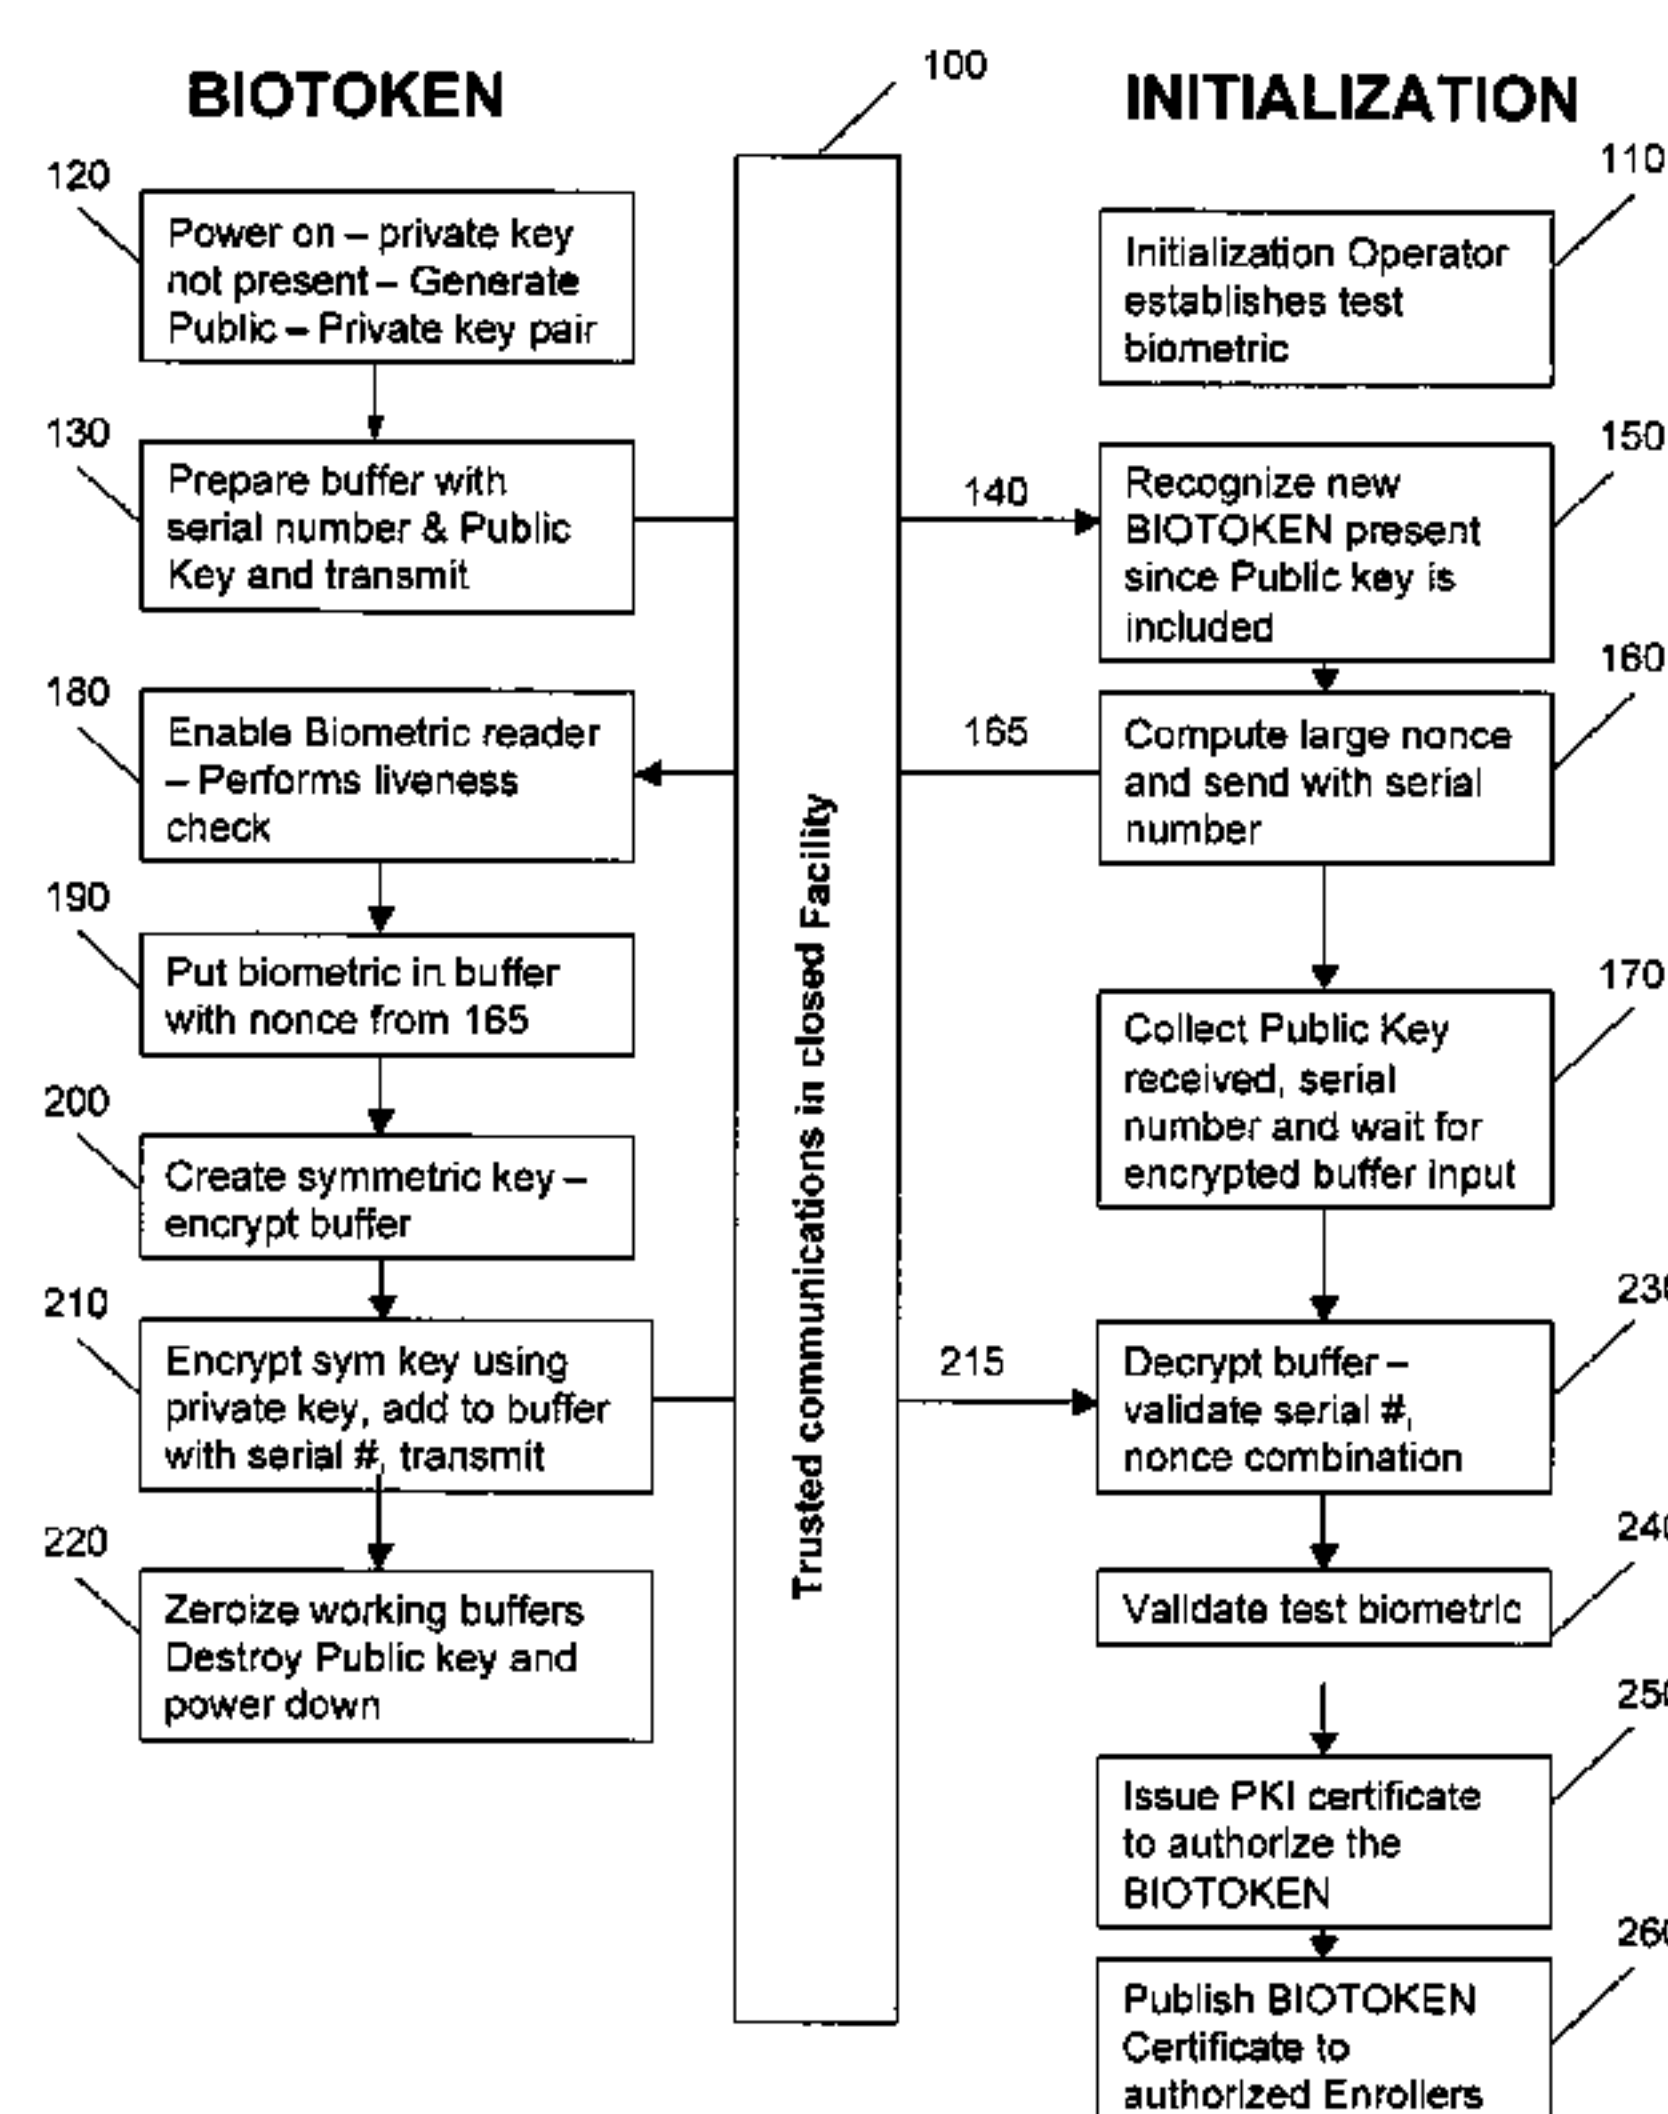 BIOTOKEN
100
INITIALIZATION
120
Power on – private key
not present – Generate
Public – Private key pair
110
Initialization Operator
establishes test
biometric
130
Prepare buffer with
serial number & Public
Key and transmit
140
150
Recognize new
BIOTOKEN present
since Public key is
included
180
Enable Biometric reader
– Performs liveness
check
165
160
Compute large nonce
and send with serial
number
190
Put biometric in buffer
with nonce from 165
170
Collect Public Key
received, serial
number and wait for
encrypted buffer input
200
Create symmetric key –
encrypt buffer
210
Encrypt sym key using
private key, add to buffer
with serial #, transmit
215
230
Decrypt buffer –
validate serial #,
nonce combination
220
Zeroize working buffers
Destroy Public key and
power down
240
Validate test biometric
250
Issue PKI certificate
to authorize the
BIOTOKEN
260
Publish BIOTOKEN
Certificate to
authorized Enrollers
Trusted communications in closed Facility